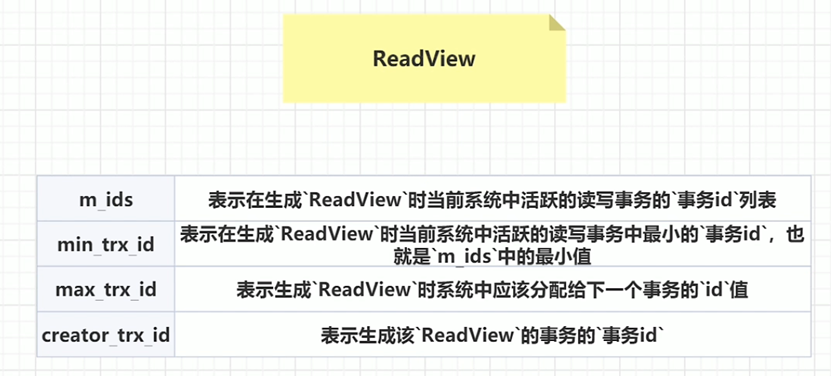 ReadView
m_ids
表示在生成`ReadView`时当前系统中活跃的读写事务的`事务id`列表
min_trx_id
表示在生成`ReadView`时当前系统中活跃的读写事务中最小的`事务id`，也
就是`m_ids`中的最小值
max_trx_id
表示生成`ReadView`时系统中应该分配给下一个事务的`id`值
creator_trx_id
表示生成该`ReadView`的事务的`事务id`